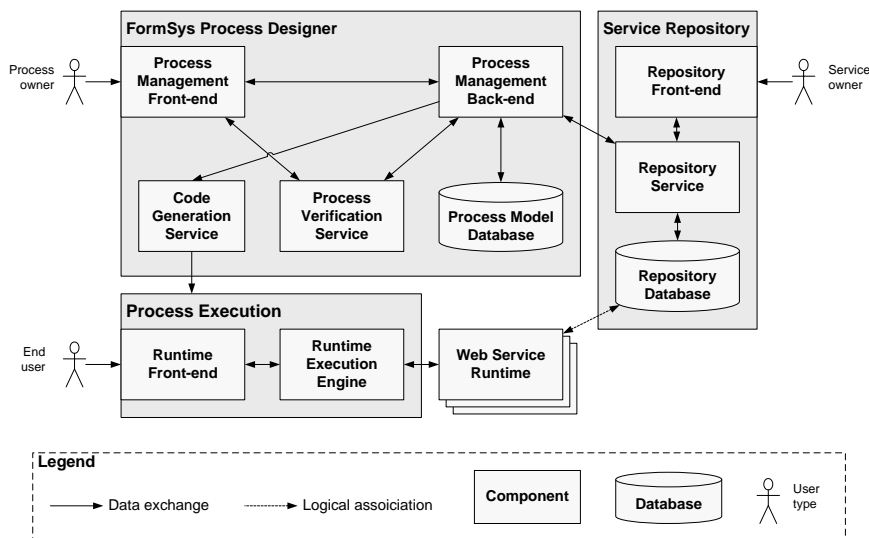 FormSys Process Designer
Service Repository
Process
owner
Process
Management
Front-end
Process
Management
Back-end
Repository
Front-end
Service
owner
Code
Generation
Service
Process
Verification
Service
Process Model
Database
Repository
Service
Repository
Database
Process Execution
End
user
Runtime
Front-end
Runtime
Execution
Engine
Web Service
Runtime
Legend
Data exchange
Logical assoiciation
Component
Database
User
type